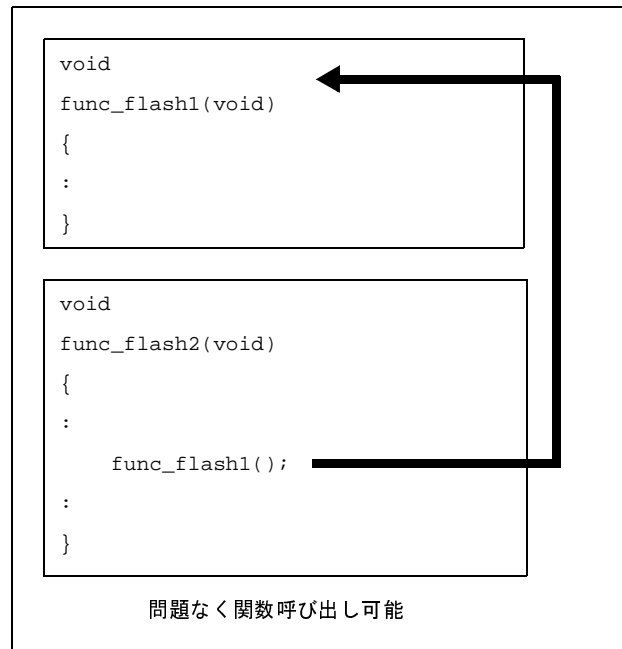 void
func_flash1(void)
{
:
}
void
func_flash2(void)
{
:
func_flash1();
:
}
問題なく関数呼び出し可能